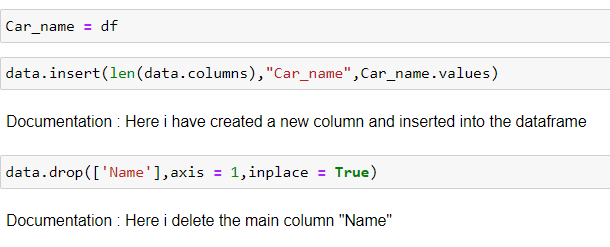 Car_name = df
data.insert(len(data.columns),"Car_name",Car_name.values)
Documentation : Here i have created a new column and inserted into the dataframe
data.drop(['Name'],axis = 1,inplace = True)
Documentation : Here i delete the main column "Name"